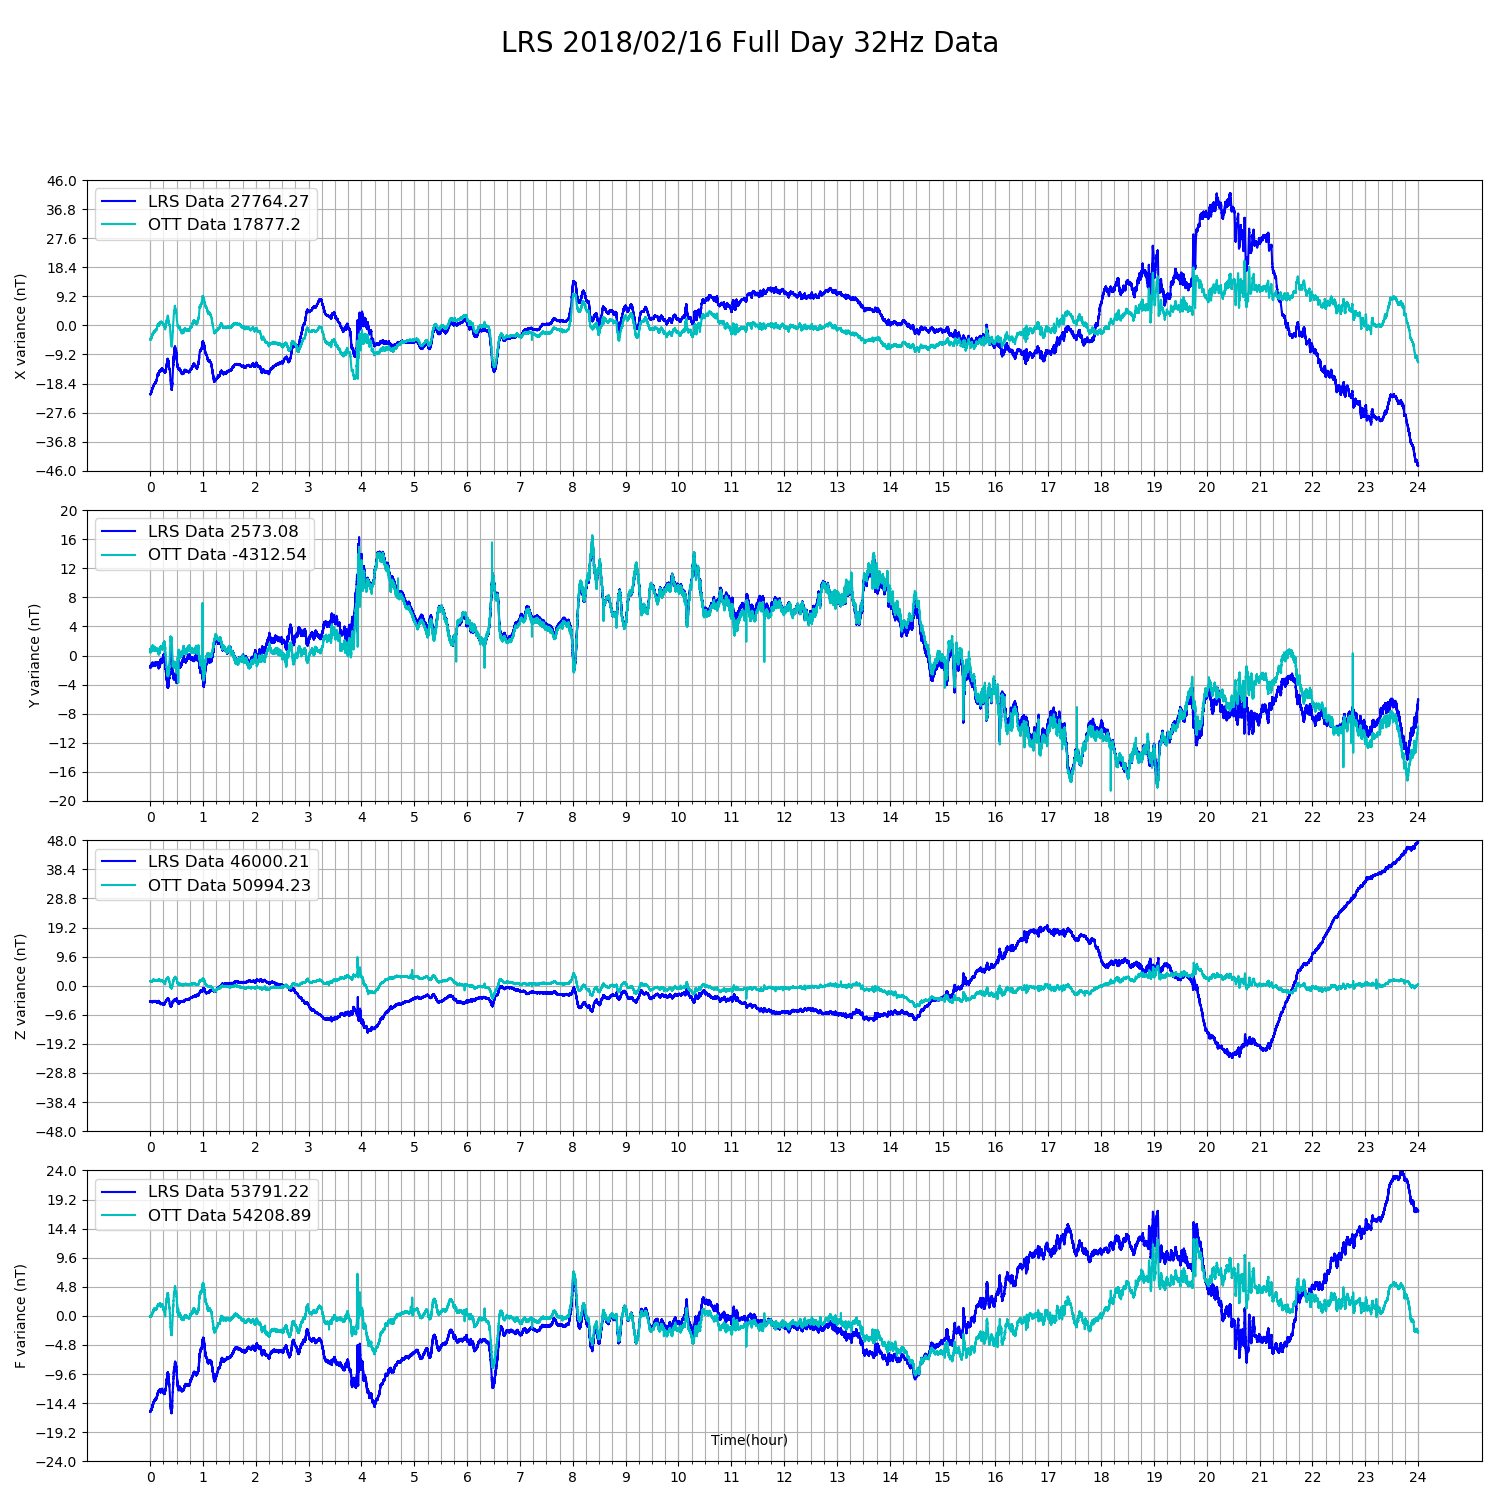 LRS 2018/02/16 Full Day 32Hz Data
X variance (nT)
46.0
36.8
27.6
18.4
9.2
0.0
−9.2
−18.4
−27.6
−36.8
−46.0
LRS Data 27764.27
OTT Data 17877.2
0 1 2 3 4 5 6 7 8 9 10 11 12 13 14 15 16 17 18 19 20 21 22 23 24
Y variance (nT)
20
16
12
8
4
0
−4
−8
−12
−16
−20
LRS Data 2573.08
OTT Data -4312.54
0 1 2 3 4 5 6 7 8 9 10 11 12 13 14 15 16 17 18 19 20 21 22 23 24
Z variance (nT)
48.0
38.4
28.8
19.2
9.6
0.0
−9.6
−19.2
−28.8
−38.4
−48.0
LRS Data 46000.21
OTT Data 50994.23
0 1 2 3 4 5 6 7 8 9 10 11 12 13 14 15 16 17 18 19 20 21 22 23 24
F variance (nT)
24.0
19.2
14.4
9.6
4.8
0.0
−4.8
−9.6
−14.4
−19.2
−24.0
LRS Data 53791.22
OTT Data 54208.89
Time(hour)
0 1 2 3 4 5 6 7 8 9 10 11 12 13 14 15 16 17 18 19 20 21 22 23 24